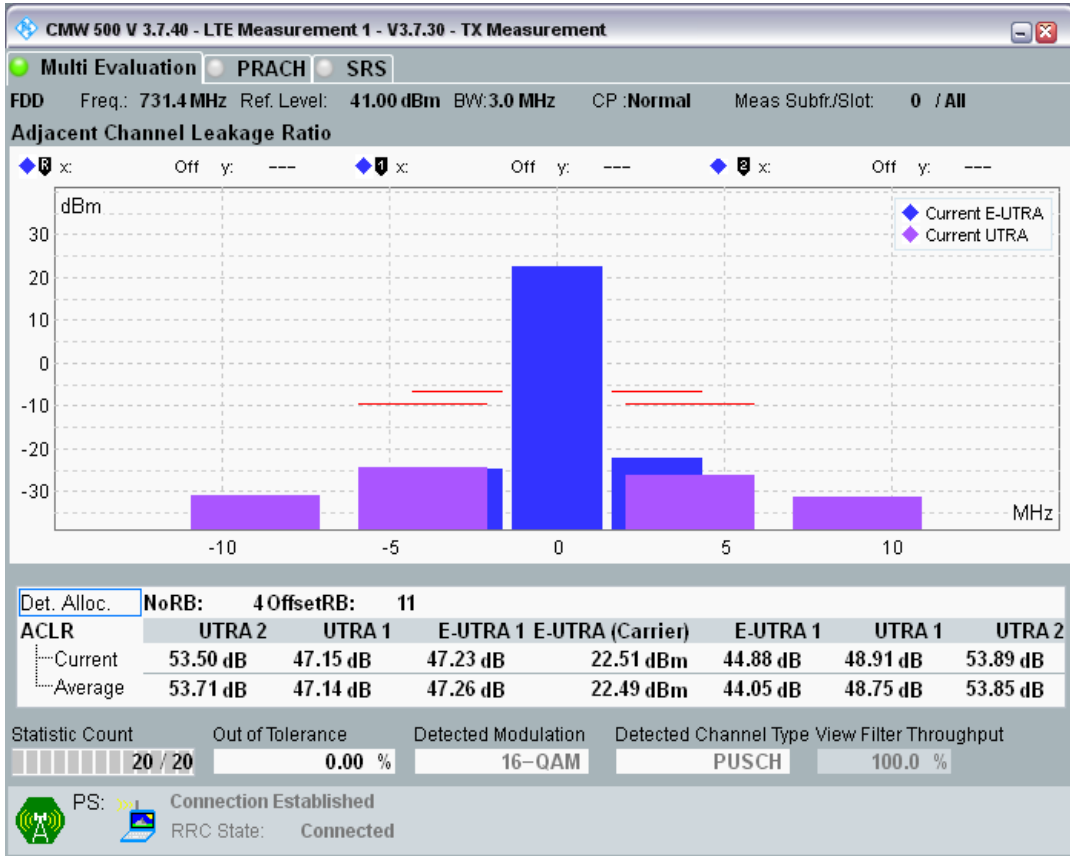 CMW 500 V 3.7.40 - LTE Measurement 1 - V3.7.30 - TX Measurement
Multi Evaluation PRACH SRS
FDD Freq.: 731.4 MHz Ref. Level: 41.00 dBm BW: 3.0 MHz CP :Normal Meas Subfr./Slot: 0 / All
Adjacent Channel Leakage Ratio
R x: Off y: --- 1 x: Off y: --- 2 x: Off y: ---
dBm
Current E-UTRA
Current UTRA
30
20
10
0
-10
-20
-30
MHz
-10 -5 0 5 10
Det. Alloc. NoRB: 4 OffsetRB: 11
ACLR UTRA 2 UTRA 1 E-UTRA 1 E-UTRA (Carrier) E-UTRA 1 UTRA 1 UTRA 2
Current 53.50 dB 47.15 dB 47.23 dB 22.51 dBm 44.88 dB 48.91 dB 53.89 dB
Average 53.71 dB 47.14 dB 47.26 dB 22.49 dBm 44.05 dB 48.75 dB 53.85 dB
Statistic Count Out of Tolerance Detected Modulation Detected Channel Type View Filter Throughput
20 / 20 0.00 % 16-QAM PUSCH 100.0 %
PS: Connection Established
RRC State: Connected